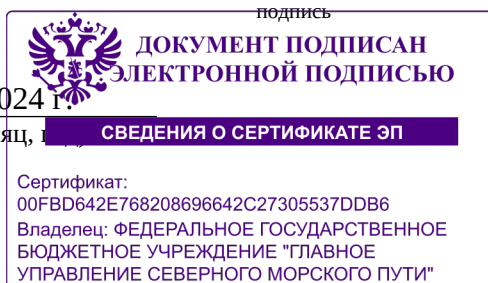 подпись
ДОКУМЕНТ ПОДПИСАН
ЭЛЕКТРОННОЙ ПОДПИСЬЮ
024 г.
СВЕДЕНИЯ О СЕРТИФИКАТЕ ЭП
Сертификат:
00FBD642E768208696642C27305537DDB6
Владелец: ФЕДЕРАЛЬНОЕ ГОСУДАРСТВЕННОЕ
БЮДЖЕТНОЕ УЧРЕЖДЕНИЕ "ГЛАВНОЕ
УПРАВЛЕНИЕ СЕВЕРНОГО МОРСКОГО ПУТИ"